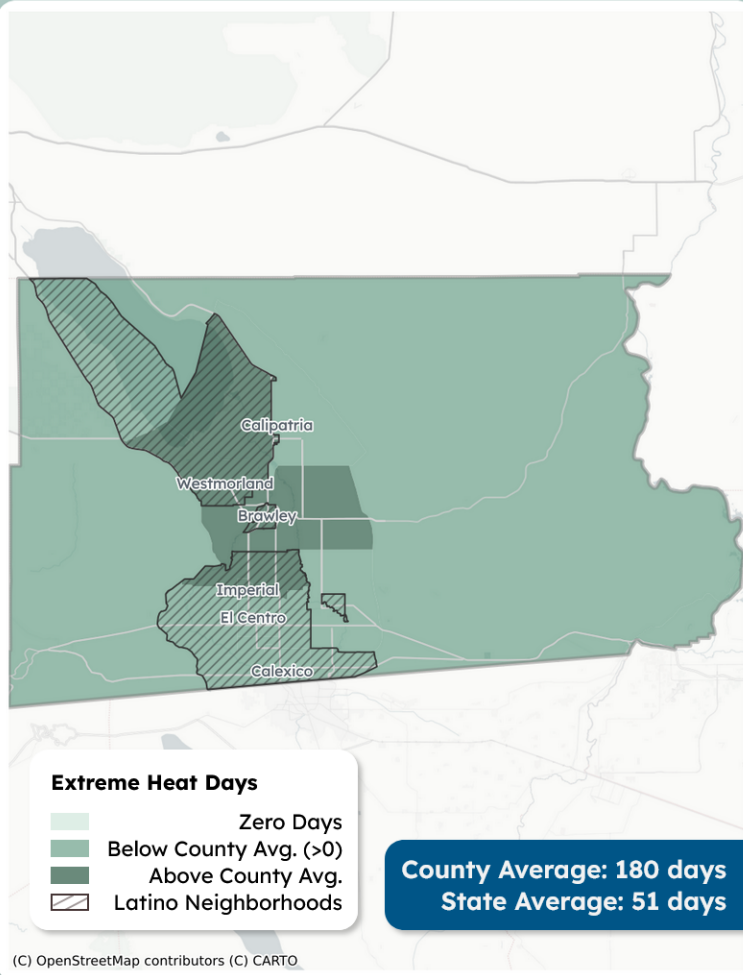 Calipatria
Westmorland
Brawley
Imperial
El Centro
Calexico
Extreme Heat Days
Zero Days
Below County Avg. (>0)
Above County Avg.
Latino Neighborhoods
County Average: 180 days
State Average: 51 days
(C) OpenStreetMap contributors (C) CARTO